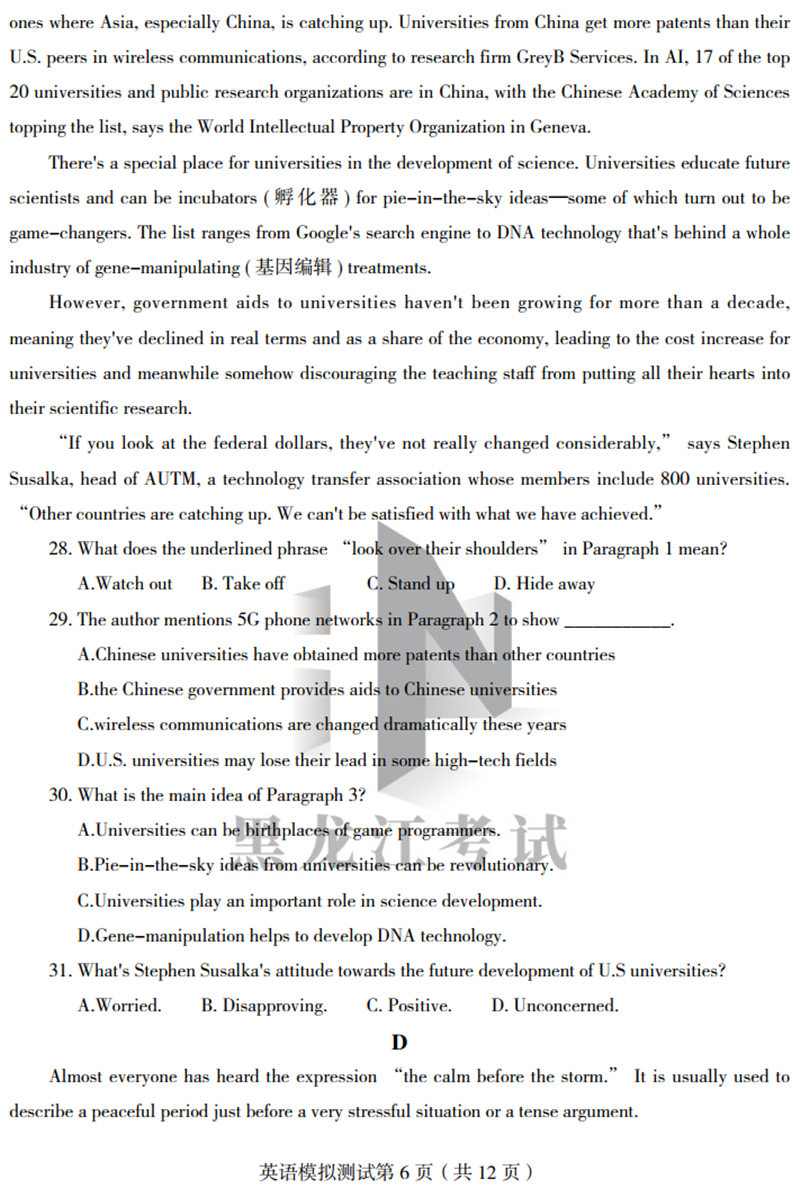 ones where Asia, especially China, is catching up. Universities from China get more patents than their
U.S. peers in wireless communications, according to research firm GreyB Services. In AI, 17 of the top
20 universities and public research organizations are in China, with the Chinese Academy of Sciences
topping the list, says the World Intellectual Property Organization in Geneva.
There's a special place for universities in the development of science. Universities educate future
scientists and can be incubators ( 孵化器 ) for pie-in-the-sky ideas—some of which turn out to be
game-changers. The list ranges from Google's search engine to DNA technology that's behind a whole
industry of gene-manipulating ( 基因编辑 ) treatments.
However, government aids to universities haven't been growing for more than a decade,
meaning they've declined in real terms and as a share of the economy, leading to the cost increase for
universities and meanwhile somehow discouraging the teaching staff from putting all their hearts into
their scientific research.
“If you look at the federal dollars, they've not really changed considerably,” says Stephen
Susalka, head of AUTM, a technology transfer association whose members include 800 universities.
“Other countries are catching up. We can't be satisfied with what we have achieved.”
28. What does the underlined phrase “look over their shoulders” in Paragraph 1 mean?
A.Watch out B. Take off C. Stand up D. Hide away
29. The author mentions 5G phone networks in Paragraph 2 to show ___________.
A.Chinese universities have obtained more patents than other countries
B.the Chinese government provides aids to Chinese universities
C.wireless communications are changed dramatically these years
D.U.S. universities may lose their lead in some high-tech fields
30. What is the main idea of Paragraph 3?
A.Universities can be birthplaces of game programmers.
黑龙江考试
B.Pie-in-the-sky ideas from universities can be revolutionary.
C.Universities play an important role in science development.
D.Gene-manipulation helps to develop DNA technology.
31. What's Stephen Susalka's attitude towards the future development of U.S universities?
A.Worried. B. Disapproving. C. Positive. D. Unconcerned.
D
Almost everyone has heard the expression “the calm before the storm.” It is usually used to
describe a peaceful period just before a very stressful situation or a tense argument.
英语模拟测试第 6 页（共 12 页）